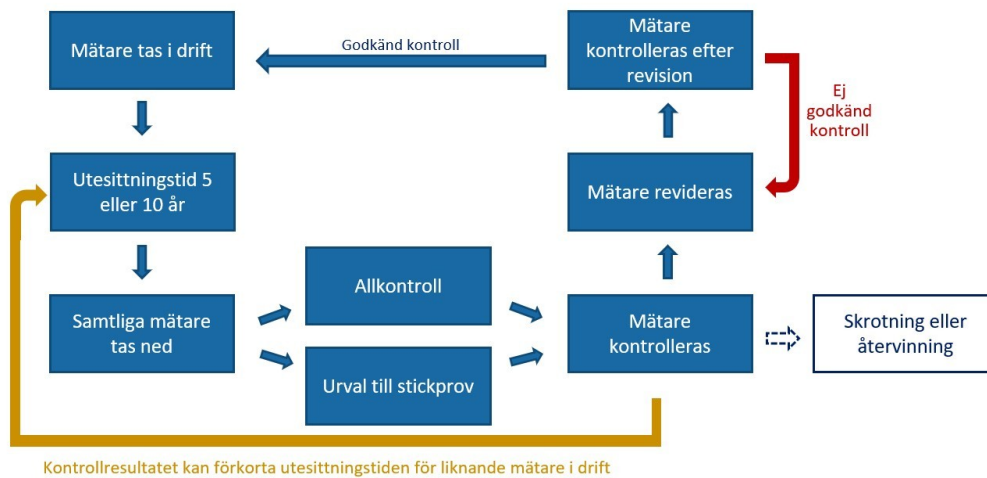 Mätare tas i drift
Godkänd kontroll
Mätare
kontrolleras efter
revision
Ej
godkänd
kontroll
Utesittningstid 5
eller 10 år
Mätare revideras
Allkontroll
Samtliga mätare
tas ned
Urval till stickprov
Mätare
kontrolleras
Skrotning eller
återvinning
Kontrollresultatet kan förkorta utesittningstiden för liknande mätare i drift